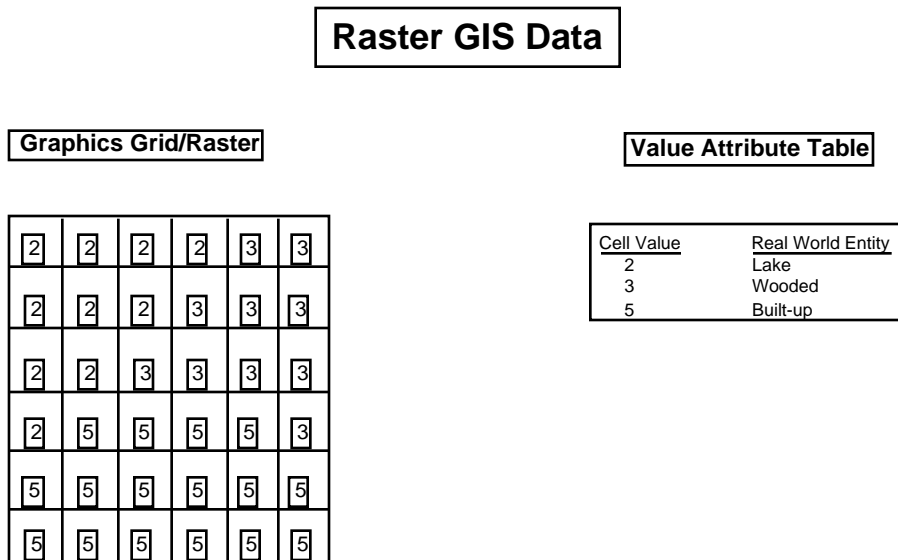 Raster GIS Data
Graphics Grid/Raster
Value Attribute Table
2 2 2 2 3 3
2 2 2 3 3 3
2 2 3 3 3 3
2 5 5 5 5 3
5 5 5 5 5 5
5 5 5 5 5 5
Cell Value Real World Entity
2 Lake
3 Wooded
5 Built-up